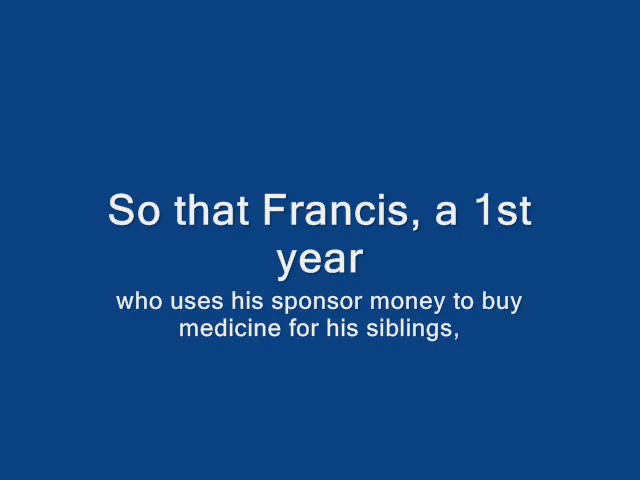 So that Francis, a 1st
year
who uses his sponsor money to buy
medicine for his siblings,